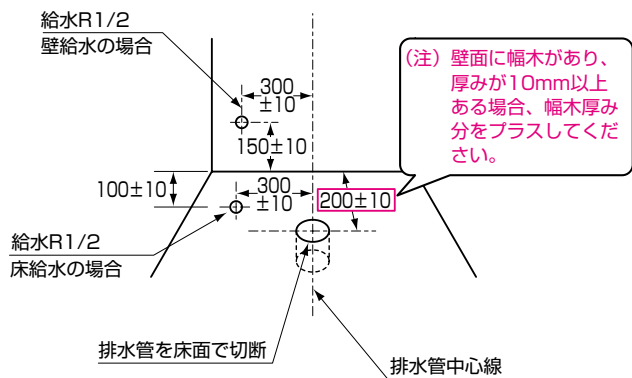 給水R1/2
壁給水の場合
300
±10
150±10
(注) 壁面に幅木があり、
厚みが10mm以上
ある場合、幅木厚み
分をプラスしてくだ
さい。
100±10
300
±10
200±10
給水R1/2
床給水の場合
排水管を床面で切断
排水管中心線